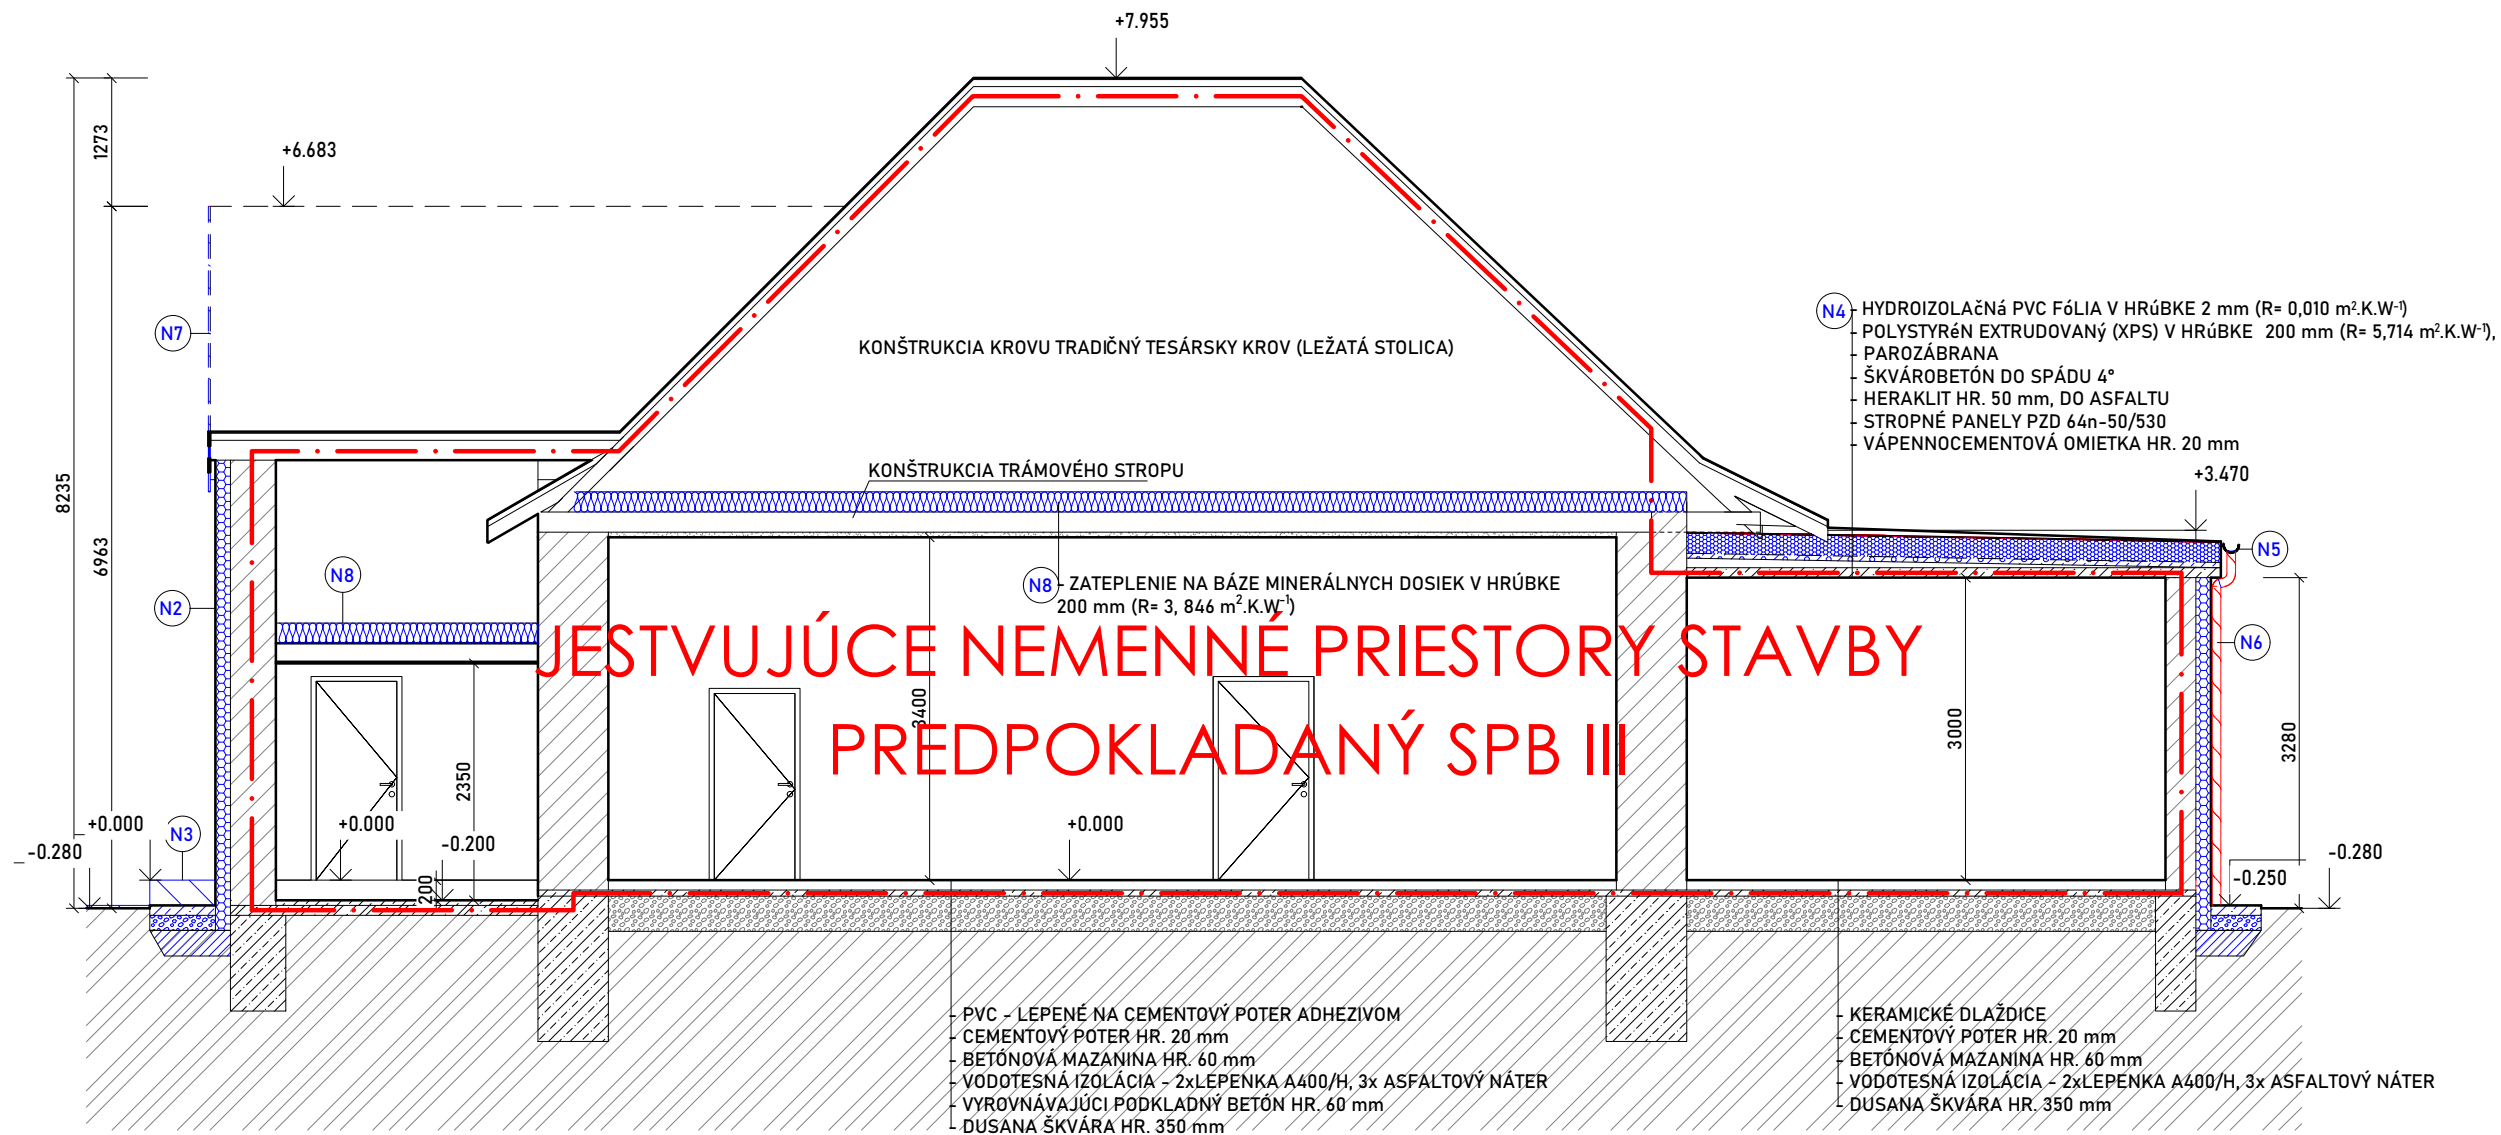 +7.955
1273
+6.683
N7
N4
- HYDROIZOLAčNá PVC FóLIA V HRúBKE 2 mm (R= 0,010 m².K.W⁻¹)
- POLYSTYRéN EXTRUDOVANý (XPS) V HRúBKE 200 mm (R= 5,714 m².K.W⁻¹),
- PAROZÁBRANA
- ŠKVÁROBETÓN DO SPÁDU 4°
- HERAKLIT HR. 50 mm, DO ASFALTU
- STROPNÉ PANELY PZD 64n-50/530
- VÁPENNOCEMENTOVÁ OMIETKA HR. 20 mm
KONŠTRUKCIA KROVU TRADIČNÝ TESÁRSKY KROV (LEŽATÁ STOLICA)
KONŠTRUKCIA TRÁMOVÉHO STROPU
+3.470
8235
6963
N5
N8
N8
- ZATEPLENIE NA BÁZE MINERÁLNYCH DOSIEK V HRÚBKE
200 mm (R= 3, 846 m².K.W⁻¹)
N2
N6
JESTVUJÚCE NEMENNÉ PRIESTORY STAVBY
PREDPOKLADANÝ SPB III
3400
3000
3280
2350
+0.000
N3
+0.000
+0.000
-0.200
-0.280
-0.280
-0.250
200
- PVC - LEPENÉ NA CEMENTOVÝ POTER ADHEZIVOM
- CEMENTOVÝ POTER HR. 20 mm
- BETÓNOVÁ MAZANINA HR. 60 mm
- VODOTESNÁ IZOLÁCIA - 2xLEPENKA A400/H, 3x ASFALTOVÝ NÁTER
- VYROVNÁVAJÚCI PODKLADNÝ BETÓN HR. 60 mm
- DUSANA ŠKVÁRA HR. 350 mm
- KERAMICKÉ DLAŽDICE
- CEMENTOVÝ POTER HR. 20 mm
- BETÓNOVÁ MAZANINA HR. 60 mm
- VODOTESNÁ IZOLÁCIA - 2xLEPENKA A400/H, 3x ASFALTOVÝ NÁTER
- DUSANA ŠKVÁRA HR. 350 mm